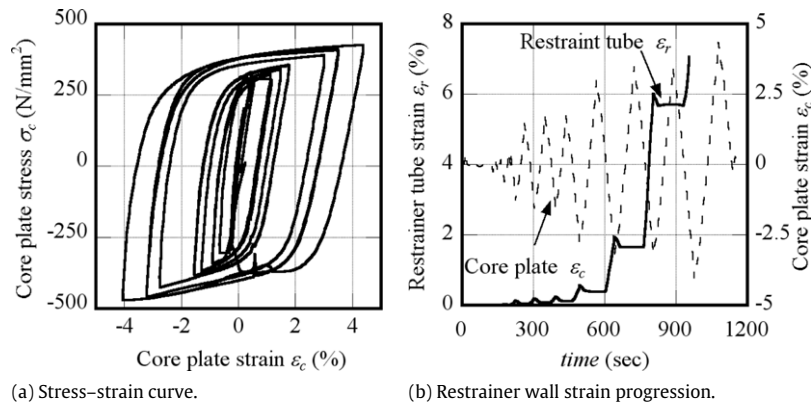 Core plate stress σc (N/mm²)
500
250
0
-250
-500
-4
-2
0
2
4
Core plate strain εc (%)
(a) Stress–strain curve.
Restrainer tube strain εr (%)
8
6
4
2
0
Restraint tube εr
Core plate εc
5
2.5
0
-2.5
-5
Core plate strain εc (%)
0
300
600
900
1200
time (sec)
(b) Restrainer wall strain progression.